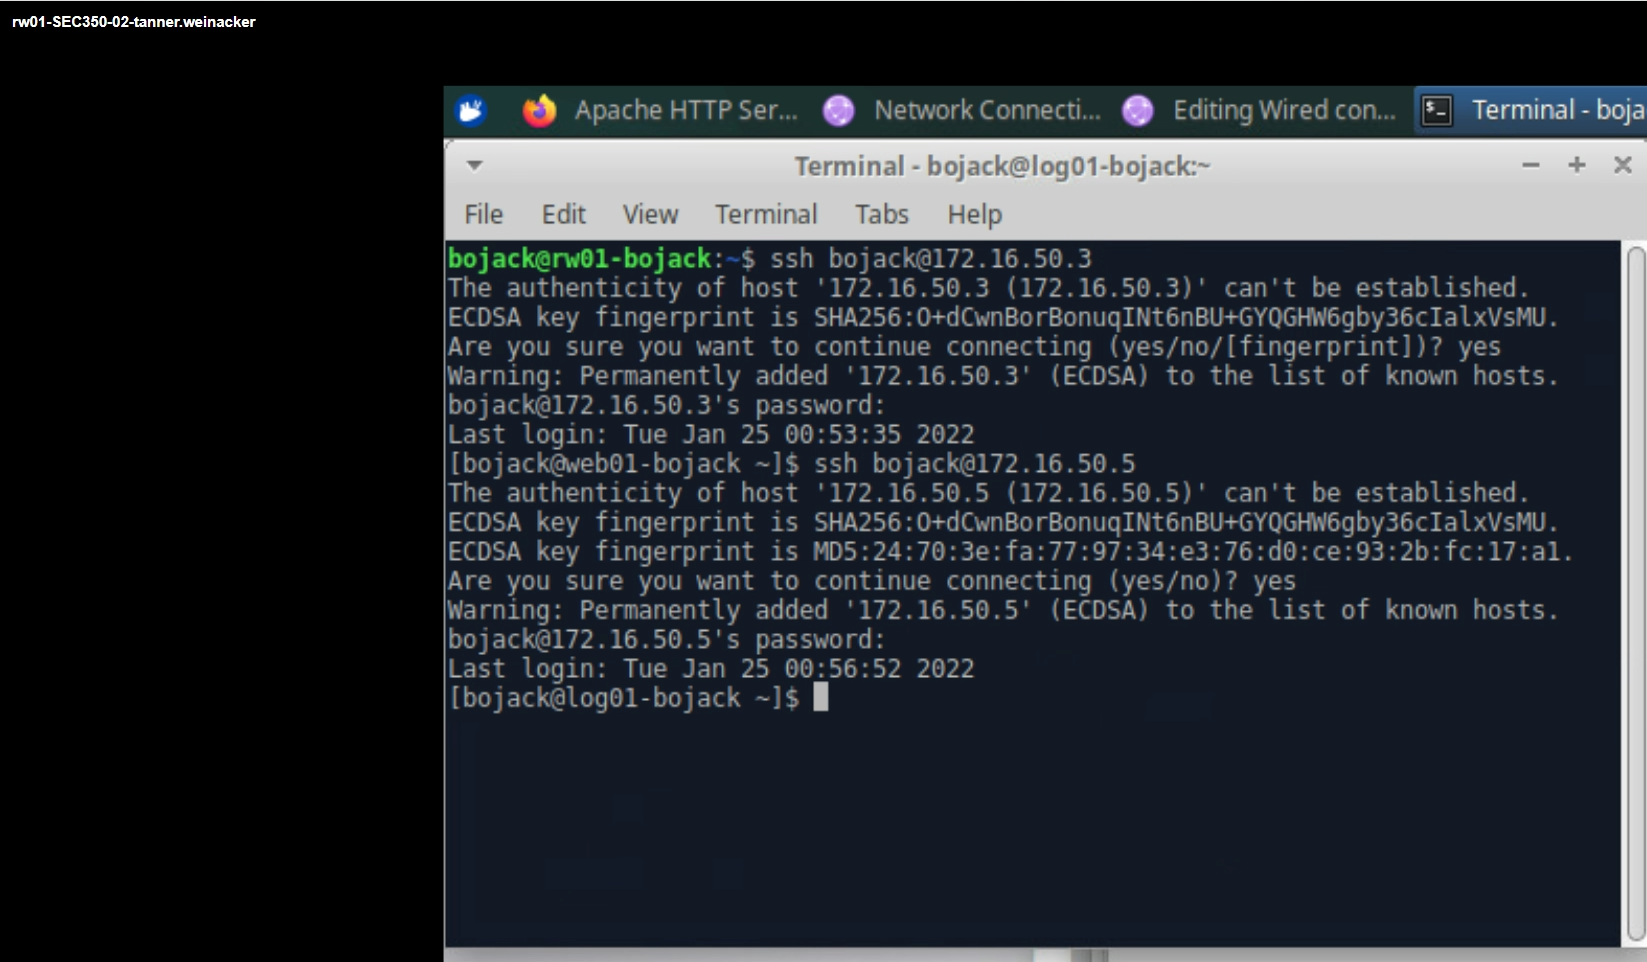 rw01-SEC350-02-tanner.weinacker
Apache HTTP Ser... Network Connecti... Editing Wired con... Terminal - boja
Terminal - bojack@log01-bojack:~
File Edit View Terminal Tabs Help
bojack@rw01-bojack:~$ ssh bojack@172.16.50.3
The authenticity of host '172.16.50.3 (172.16.50.3)' can't be established.
ECDSA key fingerprint is SHA256:O+dCwnBorBonuqINt6nBU+GYQGHW6gby36cIalxVsMU.
Are you sure you want to continue connecting (yes/no/[fingerprint])? yes
Warning: Permanently added '172.16.50.3' (ECDSA) to the list of known hosts.
bojack@172.16.50.3's password:
Last login: Tue Jan 25 00:53:35 2022
[bojack@web01-bojack ~]$ ssh bojack@172.16.50.5
The authenticity of host '172.16.50.5 (172.16.50.5)' can't be established.
ECDSA key fingerprint is SHA256:O+dCwnBorBonuqINt6nBU+GYQGHW6gby36cIalxVsMU.
ECDSA key fingerprint is MD5:24:70:3e:fa:77:97:34:e3:76:d0:ce:93:2b:fc:17:a1.
Are you sure you want to continue connecting (yes/no)? yes
Warning: Permanently added '172.16.50.5' (ECDSA) to the list of known hosts.
bojack@172.16.50.5's password:
Last login: Tue Jan 25 00:56:52 2022
[bojack@log01-bojack ~]$